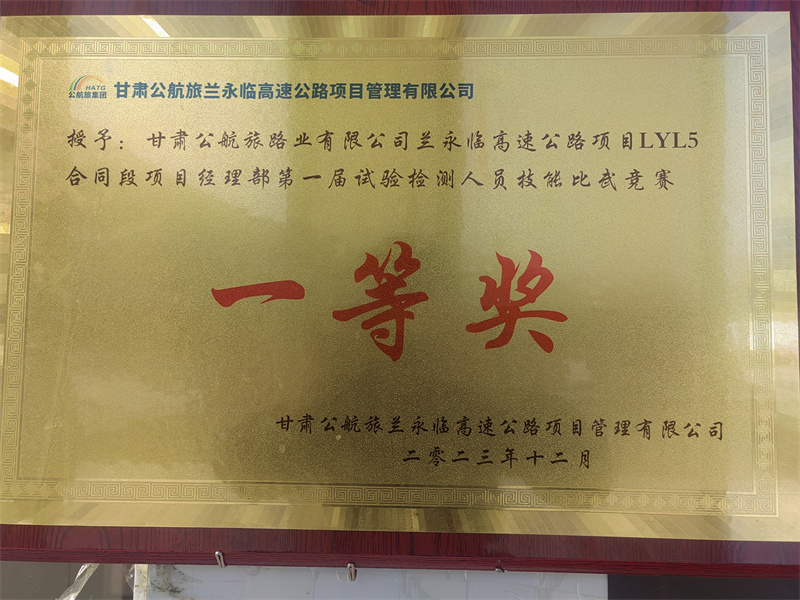 HATG
公航旅集团 甘肃公航旅兰永临高速公路项目管理有限公司
授予：甘肃公航旅路业有限公司兰永临高速公路项目LYL5
合同段项目经理部第一届试验检测人员技能比武竞赛
一等奖
甘肃公航旅兰永临高速公路项目管理有限公司
二零二三年十二月